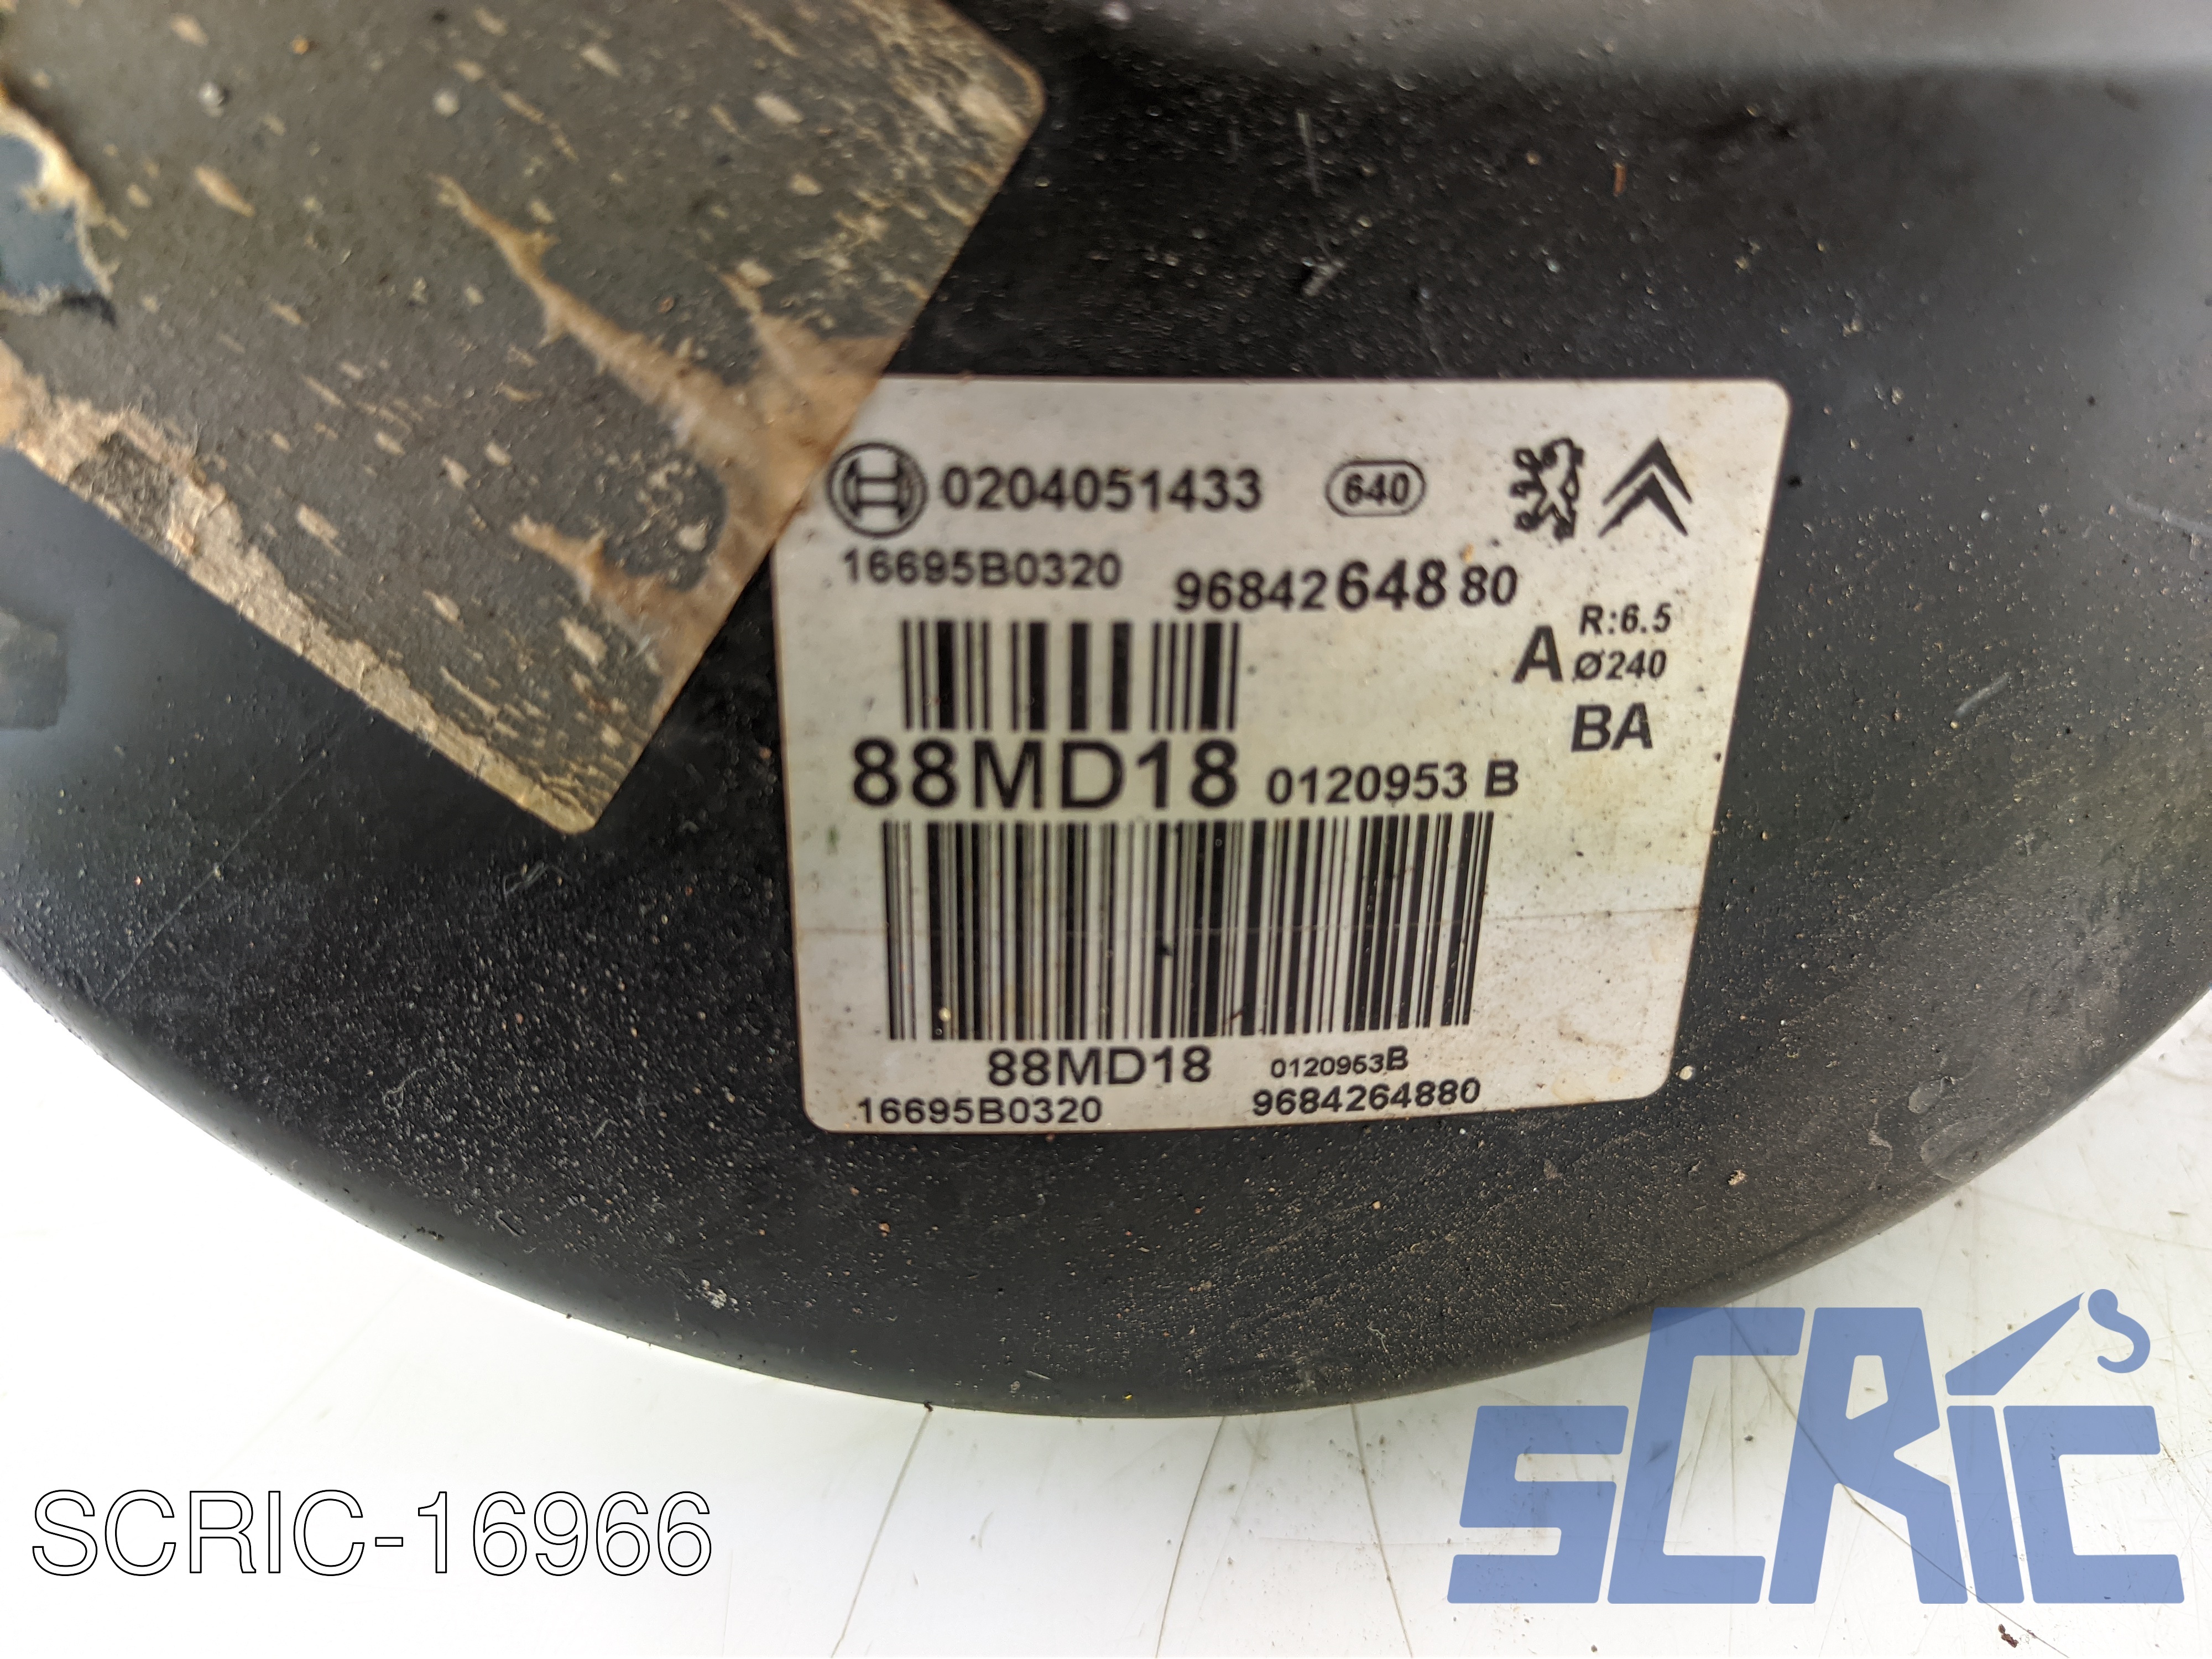 0204051433 640
16695B0320 9684264880
R:6.5
A Ø240
BA
88MD18 0120953 B
88MD18 0120953B
16695B0320 9684264880
SCRIC
SCRIC-16966